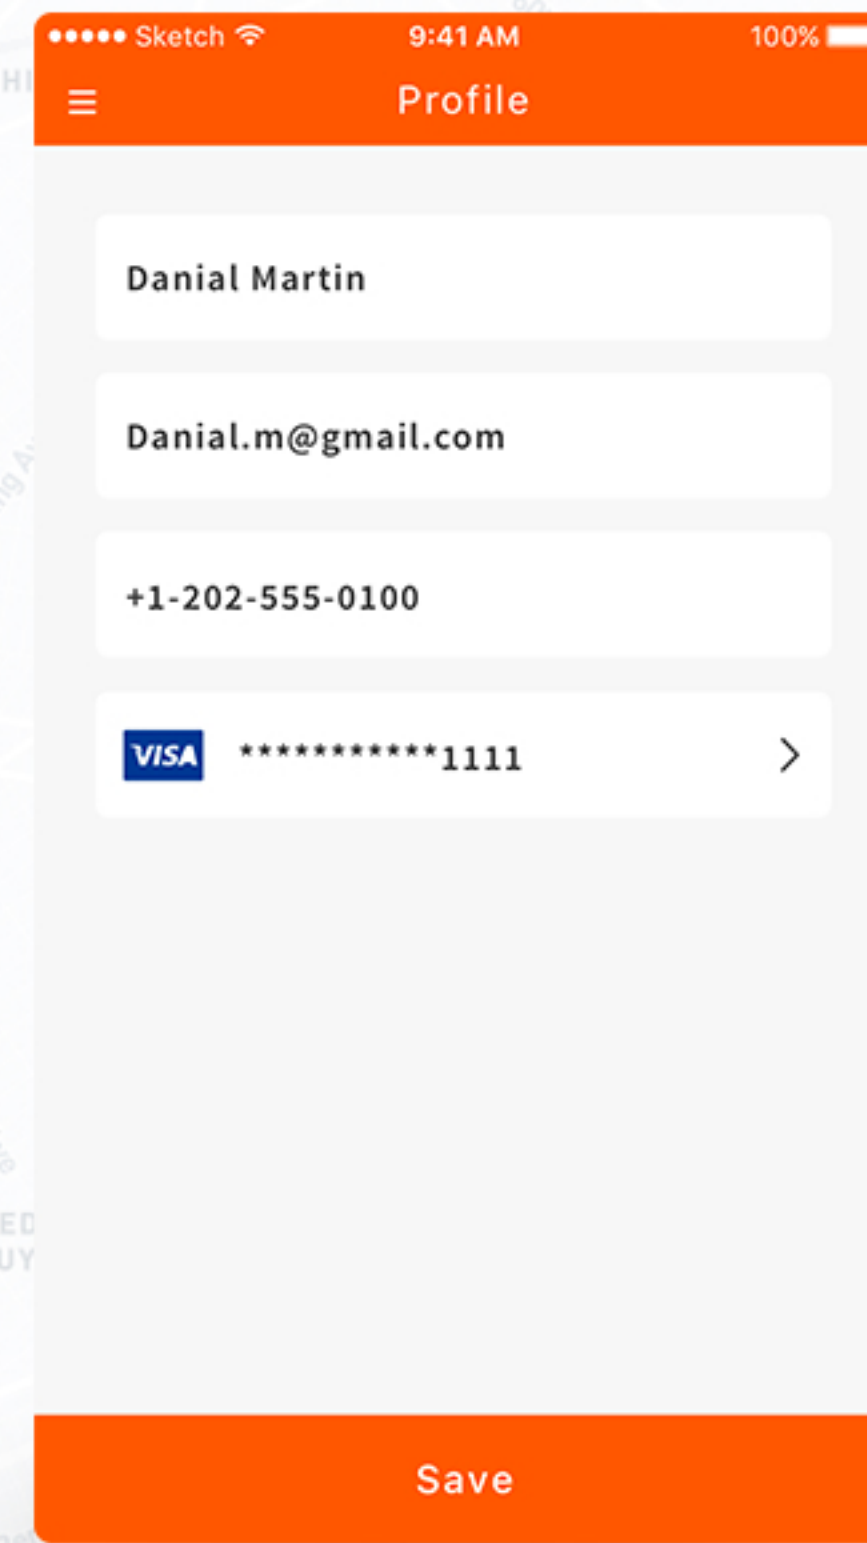 Sketch 9:41 AM 100%
Profile
Danial Martin
Danial.m@gmail.com
+1-202-555-0100
VISA ***********1111
Save